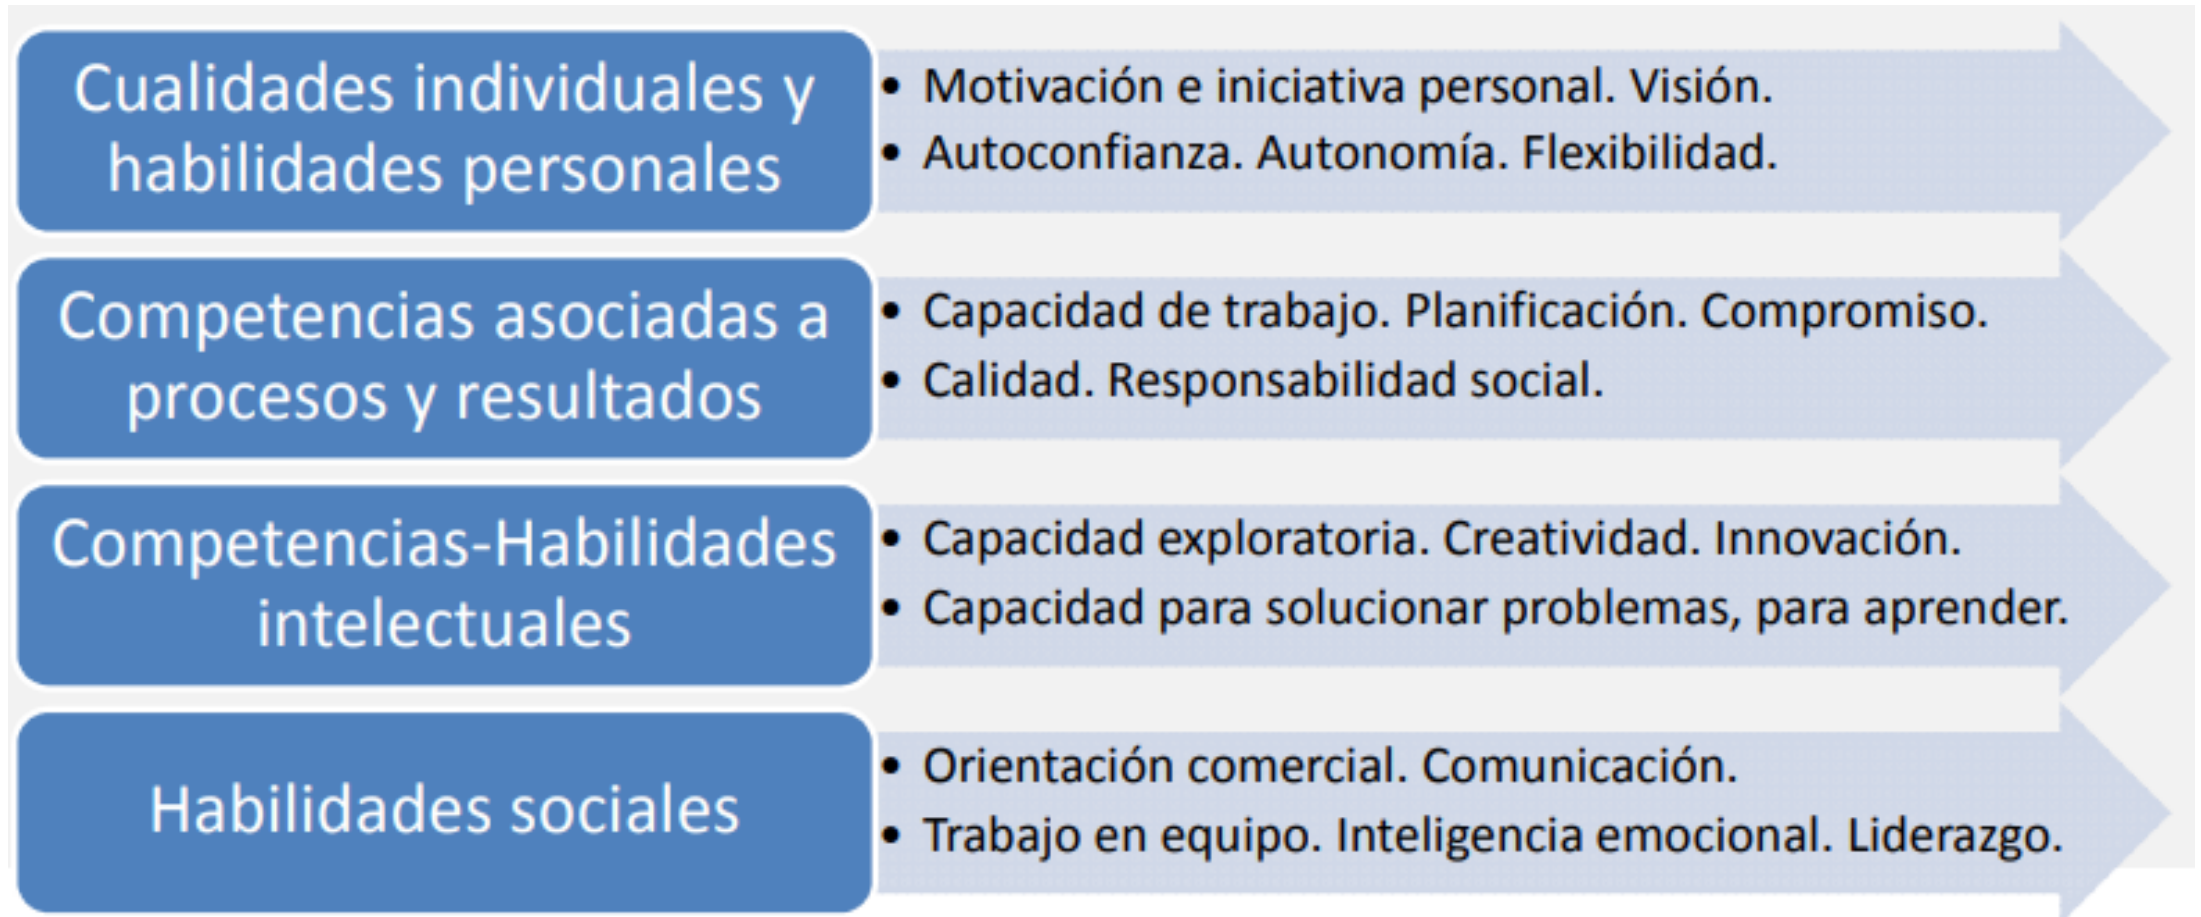 Cualidades individuales y
habilidades personales
• Motivación e iniciativa personal. Visión.
• Autoconfianza. Autonomía. Flexibilidad.
Competencias asociadas a
procesos y resultados
• Capacidad de trabajo. Planificación. Compromiso.
• Calidad. Responsabilidad social.
Competencias-Habilidades
intelectuales
• Capacidad exploratoria. Creatividad. Innovación.
• Capacidad para solucionar problemas, para aprender.
Habilidades sociales
• Orientación comercial. Comunicación.
• Trabajo en equipo. Inteligencia emocional. Liderazgo.